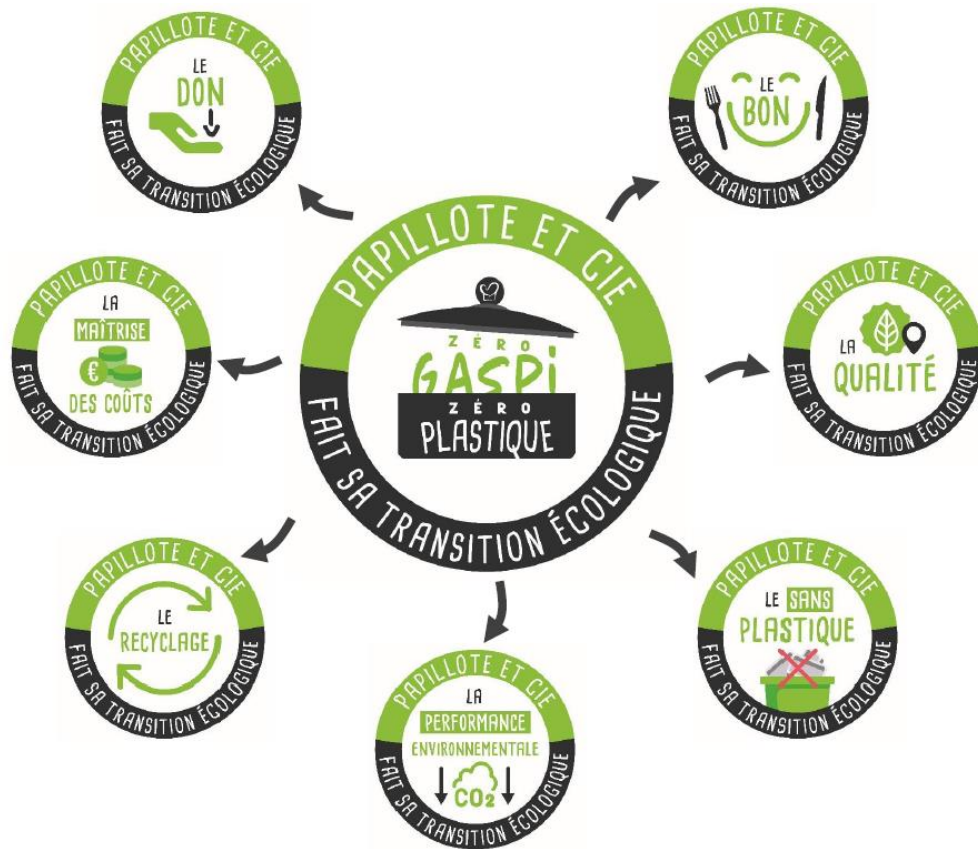 PAPILLOTE ET CIE
LE
DON
FAIT SA TRANSITION ÉCOLOGIQUE
PAPILLOTE ET CIE
LE
BON
FAIT SA TRANSITION ÉCOLOGIQUE
PAPILLOTE ET CIE
ZÉRO
GASPi
ZÉRO
PLASTIQUE
FAIT SA TRANSITION ÉCOLOGIQUE
PAPILLOTE ET CIE
LA
MAÎTRISE
€
DES COÛTS
FAIT SA TRANSITION ÉCOLOGIQUE
PAPILLOTE ET CIE
LA
QUALITÉ
FAIT SA TRANSITION ÉCOLOGIQUE
PAPILLOTE ET CIE
LE
RECYCLAGE
FAIT SA TRANSITION ÉCOLOGIQUE
PAPILLOTE ET CIE
LE SANS
PLASTIQUE
FAIT SA TRANSITION ÉCOLOGIQUE
PAPILLOTE ET CIE
LA
PERFORMANCE
ENVIRONNEMENTALE
CO2
FAIT SA TRANSITION ÉCOLOGIQUE